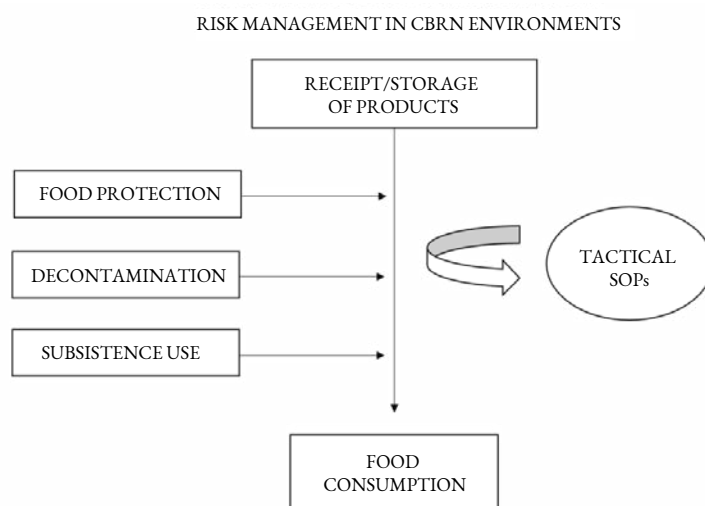 RISK MANAGEMENT IN CBRN ENVIRONMENTS
RECEIPT/STORAGE
OF PRODUCTS
FOOD PROTECTION
DECONTAMINATION
TACTICAL
SOPs
SUBSISTENCE USE
FOOD
CONSUMPTION